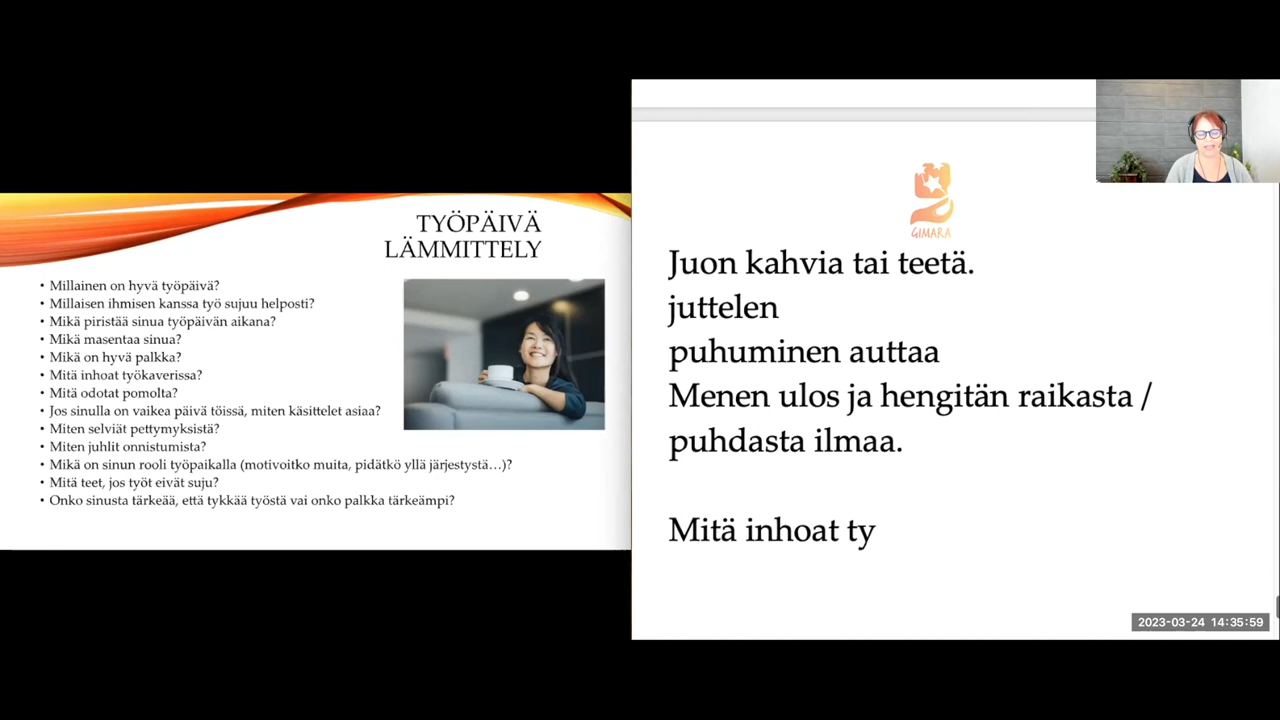 TYÖPÄIVÄ
LÄMMITTELY
• Millainen on hyvä työpäivä?
• Millaisen ihmisen kanssa työ sujuu helposti?
• Mikä piristää sinua työpäivän aikana?
• Mikä masentaa sinua?
• Mikä on hyvä palkka?
• Mitä inhoat työkaverissa?
• Mitä odotat pomolta?
• Jos sinulla on vaikea päivä töissä, miten käsittelet asiaa?
• Miten selviät pettymyksistä?
• Miten juhlit onnistumista?
• Mikä on sinun rooli työpaikalla (motivoitko muita, pidätkö yllä järjestystä...)?
• Mitä teet, jos työt eivät suju?
• Onko sinusta tärkeää, että tykkää työstä vai onko palkka tärkeämpi?
GIMARA
Juon kahvia tai teetä.
juttelen
puhuminen auttaa
Menen ulos ja hengitän raikasta /
puhdasta ilmaa.
Mitä inhoat ty
2023-03-24 14:35:59